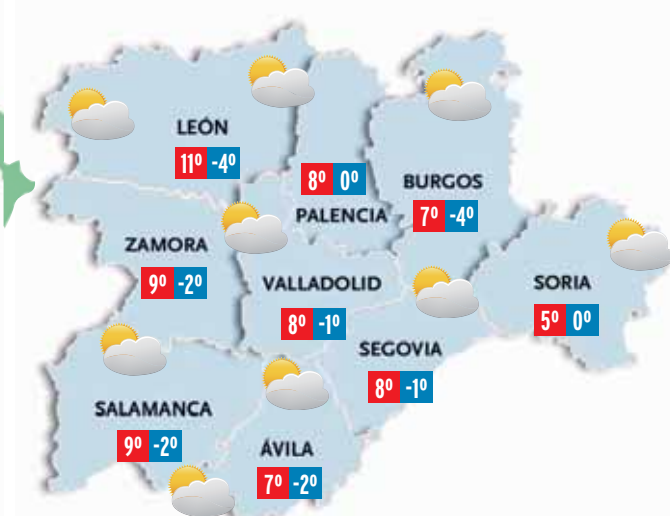 LEÓN
11º -4º
8º 0º
PALENCIA
BURGOS
7º -4º
ZAMORA
9º -2º
VALLADOLID
8º -1º
SORIA
5º 0º
SEGOVIA
8º -1º
SALAMANCA
9º -2º
ÁVILA
7º -2º